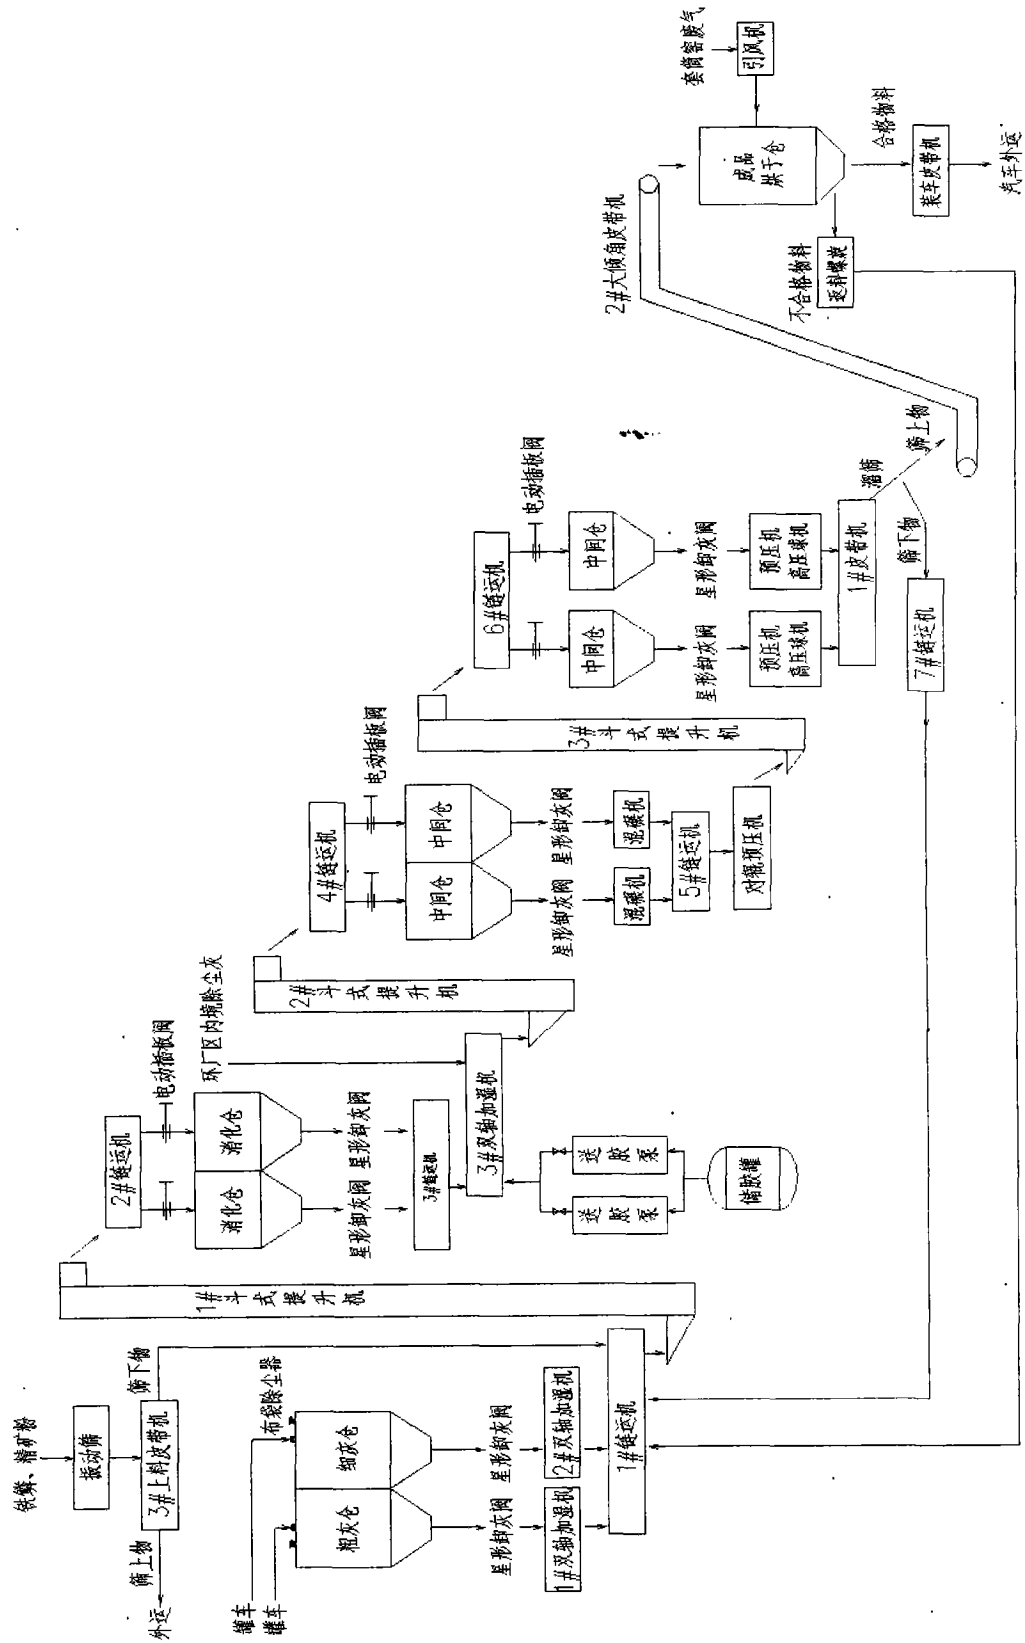 铁鳞、精矿粉
振动筛
3#上料皮带机
筛上物
外运
筛下物
罐车
罐车
布袋除尘器
粗灰仓
细灰仓
星形卸灰阀
星形卸灰阀
1#双轴加湿机
2#双轴加湿机
1#链运机
1#斗式提升机
2#链运机
电动插板阀
消化仓
消化仓
星形卸灰阀
星形卸灰阀
3#链运机
环厂区内境除尘灰
3#双轴加湿机
送胶泵
送胶泵
储胶罐
2#斗式提升机
4#链运机
电动插板阀
中间仓
中间仓
星形卸灰阀
星形卸灰阀
混碾机
混碾机
5#链运机
对辊预压机
3#斗式提升机
6#链运机
电动插板阀
中间仓
中间仓
星形卸灰阀
星形卸灰阀
预压机
高压球机
预压机
高压球机
1#皮带机
溜筛
筛上物
筛下物
7#链运机
2#大倾角皮带机
套筒窑废气
引风机
成品
烘干仓
不合格物料
返料螺旋
合格物料
装车皮带机
汽车外运